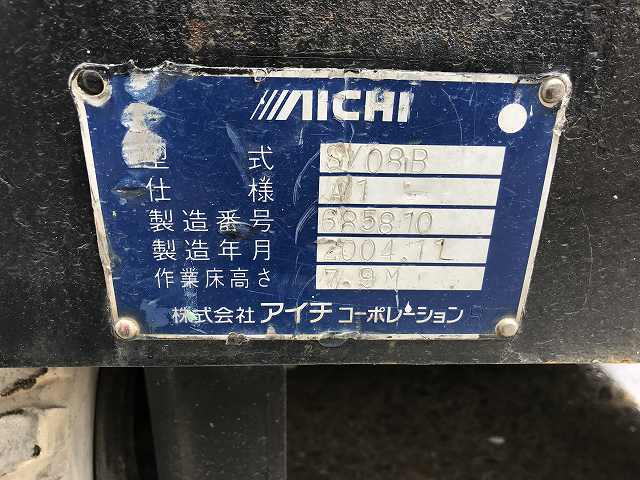 AICHI
型式 SV08B
仕様 A1 -
製造番号 685810
製造年月 2004.11
作業床高さ 7.9M
株式会社 アイチ コーポレーション S